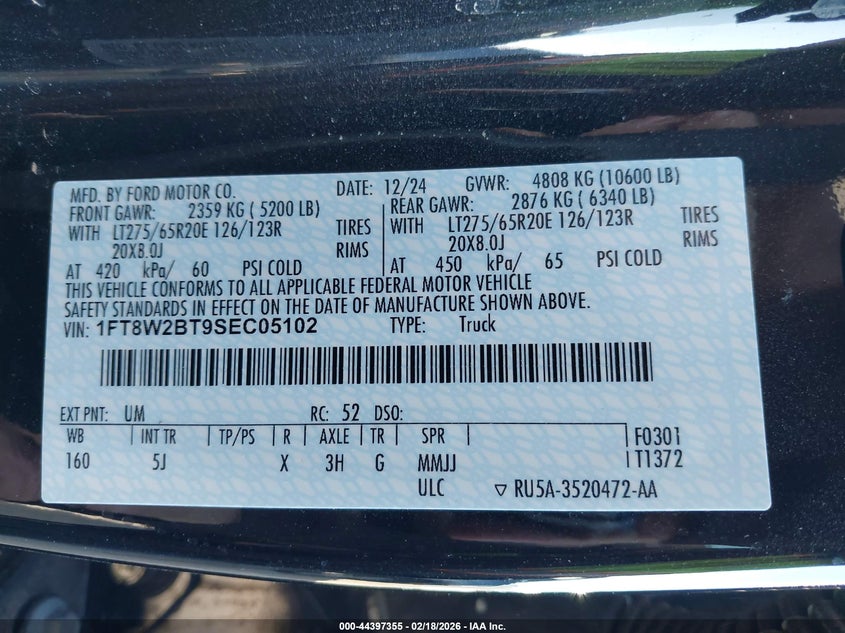 MFD. BY FORD MOTOR CO. DATE: 12/24 GVWR: 4808 KG (10600 LB)
FRONT GAWR: 2359 KG ( 5200 LB) REAR GAWR: 2876 KG ( 6340 LB)
WITH LT275/65R20E 126/123R TIRES WITH LT275/65R20E 126/123R TIRES
20X8.0J RIMS 20X8.0J RIMS
AT 420 kPa/ 60 PSI COLD AT 450 kPa/ 65 PSI COLD
THIS VEHICLE CONFORMS TO ALL APPLICABLE FEDERAL MOTOR VEHICLE
SAFETY STANDARDS IN EFFECT ON THE DATE OF MANUFACTURE SHOWN ABOVE.
VIN: 1FT8W2BT9SEC05102 TYPE: Truck
EXT PNT: UM RC: 52 DSO:
WB INT TR TP/PS R AXLE TR SPR F0301
160 5J X 3H G MMJJ T1372
ULC RU5A-3520472-AA
000-44397355 | 02/18/2026 - IAA Inc.